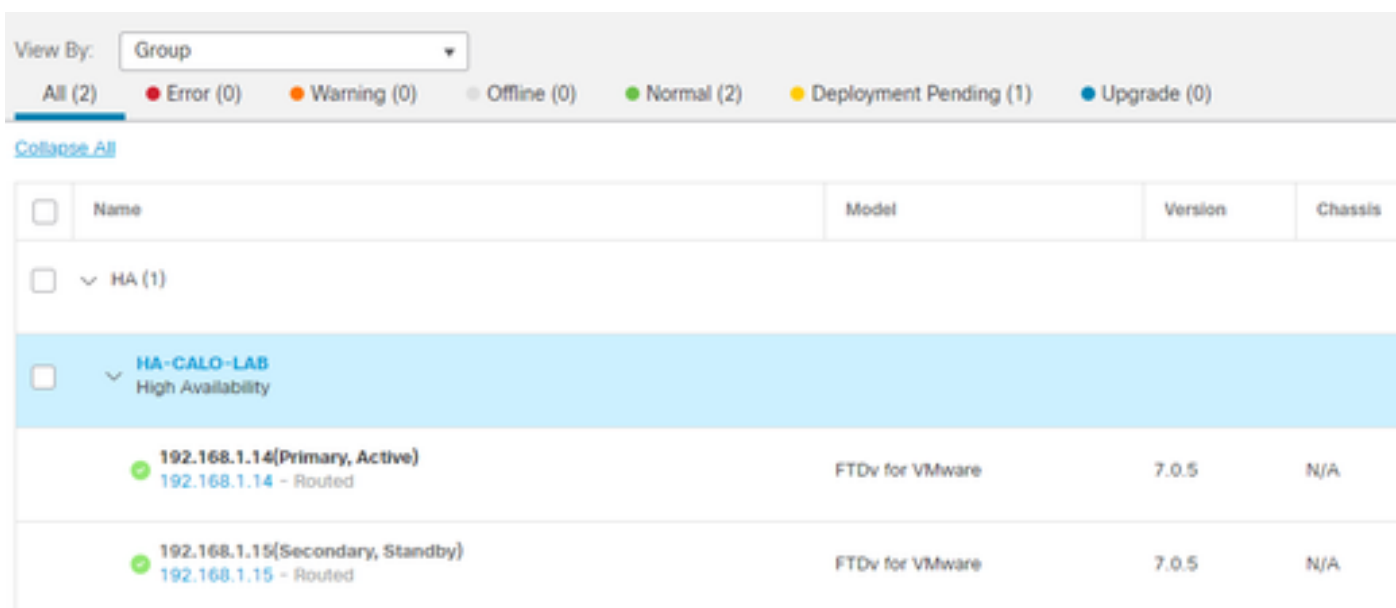 View By: Group
All (2) Error (0) Warning (0) Offline (0) Normal (2) Deployment Pending (1) Upgrade (0)
Collapse All
Name Model Version Chassis
HA (1)
HA-CALO-LAB
High Availability
192.168.1.14(Primary, Active)
192.168.1.14 - Routed FTDv for VMware 7.0.5 N/A
192.168.1.15(Secondary, Standby)
192.168.1.15 - Routed FTDv for VMware 7.0.5 N/A